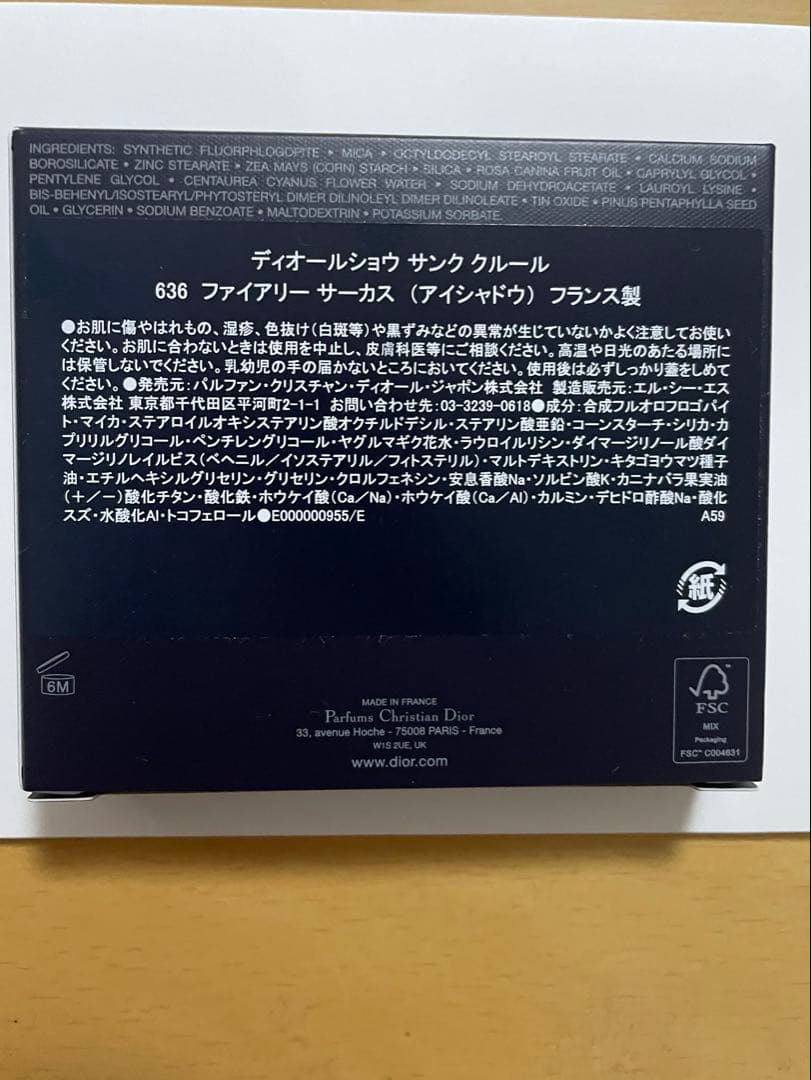 INGREDIENTS: SYNTHETIC FLUORPHLOGOPITE • MICA • OCTYLDODECYL STEAROYL STEARATE • CALCIUM SODIUM
BOROSILICATE • ZINC STEARATE • ZEA MAYS (CORN) STARCH • SILICA • ROSA CANINA FRUIT OIL • CAPRYLYL GLYCOL •
PENTYLENE GLYCOL • CENTAUREA CYANUS FLOWER WATER • SODIUM DEHYDROACETATE • LAUROYL LYSINE •
BIS-BEHENYL/ISOSTEARYL/PHYTOSTERYL DIMER DILINOLEYL DIMER DILINOLEATE • TIN OXIDE • PINUS PENTAPHYLLA SEED
OIL • GLYCERIN • SODIUM BENZOATE • MALTODEXTRIN • POTASSIUM SORBATE.
ディオールショウ サンク クルール
636 ファイアリー サーカス (アイシャドウ) フランス製
●お肌に傷やはれもの、湿疹、色抜け(白斑等)や黒ずみなどの異常が生じていないかよく注意してお使い
ください。お肌に合わないときは使用を中止し、皮膚科医等にご相談ください。高温や日光のあたる場所に
は保管しないでください。乳幼児の手の届かないところにおいてください。使用後は必ずしっかり蓋をしめて
ください。●発売元:パルファン・クリスチャン・ディオール・ジャポン株式会社 製造販売元:エル・シー・エス
株式会社 東京都千代田区平河町2-1-1 お問い合わせ先:03-3239-0618●成分:合成フルオロフロゴパイ
ト・マイカ・ステアロイルオキシステアリン酸オクチルドデシル・ステアリン酸亜鉛・コーンスターチ・シリカ・カ
プリリルグリコール・ペンチレングリコール・ヤグルマギク花水・ラウロイルリシン・ダイマージリノール酸ダイ
マージリノレイルビス(ベヘニル/イソステアリル/フィトステリル)・マルトデキストリン・キタゴヨウマツ種子
油・エチルヘキシルグリセリン・グリセリン・クロルフェネシン・安息香酸Na・ソルビン酸K・カニナバラ果実油
(+/-)酸化チタン・酸化鉄・ホウケイ酸(Ca/Na)・ホウケイ酸(Ca/Al)・カルミン・デヒドロ酢酸Na・酸化
スズ・水酸化Al・トコフェロール●E000000955/E A59
紙
6M
MADE IN FRANCE
Parfums Christian Dior
33, avenue Hoche - 75008 PARIS - France
W1S 2UE, UK
www.dior.com
FSC
MIX
Packaging
FSC™ C004631